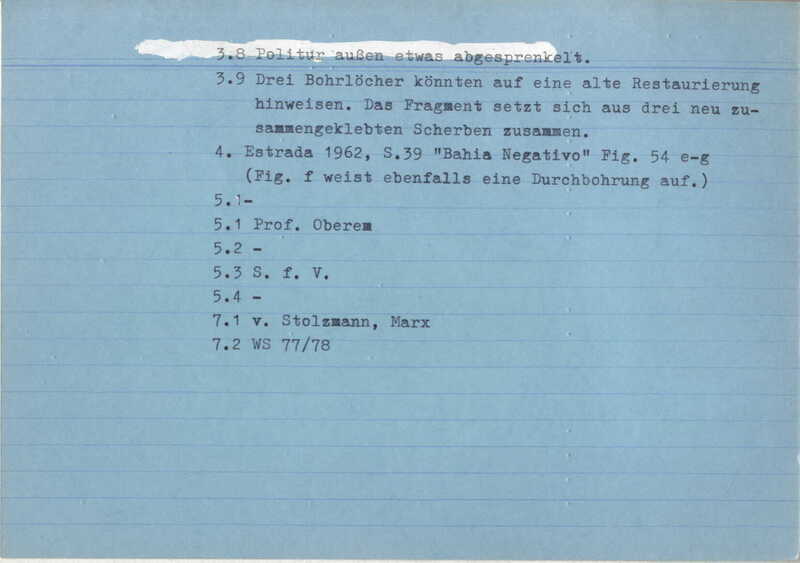 3.8 Politur außen etwas abgesprenkelt.
3.9 Drei Bohrlöcher könnten auf eine alte Restaurierung
hinweisen. Das Fragment setzt sich aus drei neu zu-
sammengeklebten Scherben zusammen.
4. Estrada 1962, S.39 "Bahia Negativo" Fig. 54 e-g
(Fig. f weist ebenfalls eine Durchbohrung auf.)
5.1-
5.1 Prof. Oberem
5.2 -
5.3 S. f. V.
5.4 -
7.1 v. Stolzmann, Marx
7.2 WS 77/78